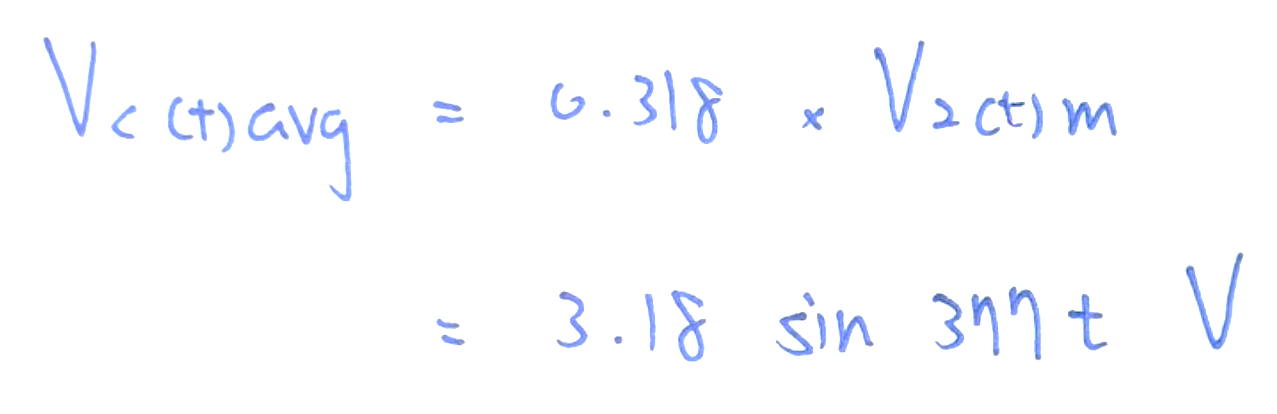 Vc(t)avg = 0.318 × V2(t)m
= 3.18 sin 377t V